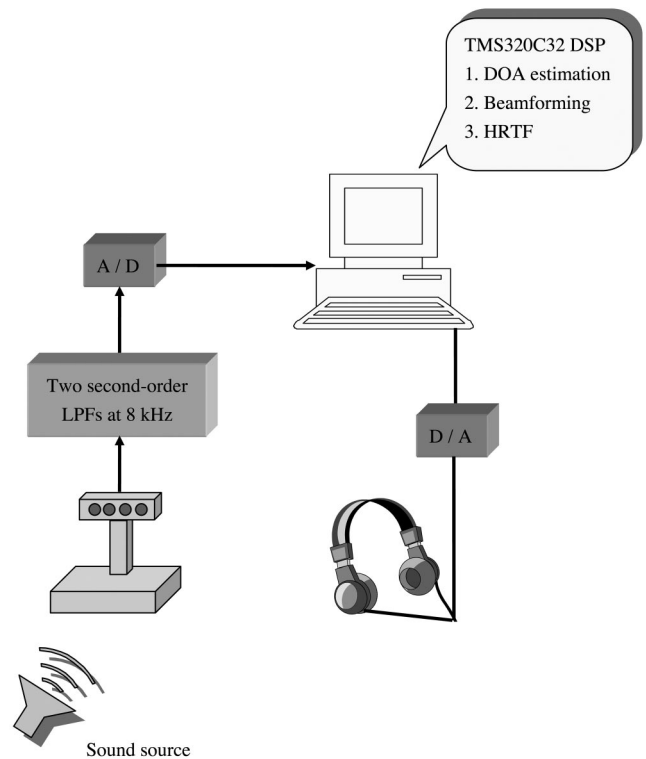 TMS320C32 DSP
1. DOA estimation
2. Beamforming
3. HRTF
A / D
Two second-order
LPFs at 8 kHz
D / A
Sound source